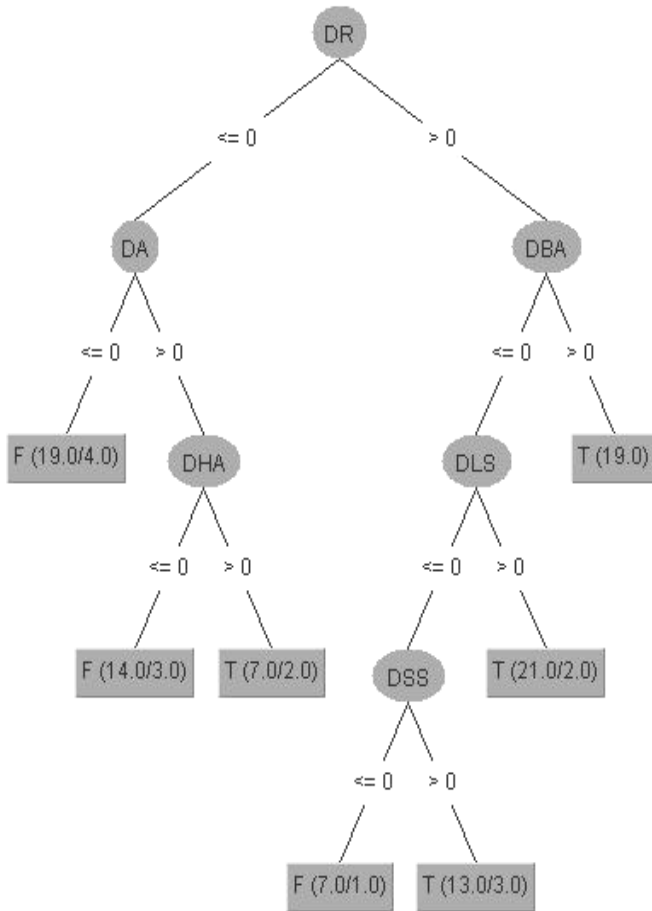 DR
<= 0
> 0
DA
DBA
<= 0
> 0
<= 0
> 0
F (19.0/4.0)
DHA
DLS
T (19.0)
<= 0
> 0
<= 0
> 0
F (14.0/3.0)
T (7.0/2.0)
DSS
T (21.0/2.0)
<= 0
> 0
F (7.0/1.0)
T (13.0/3.0)